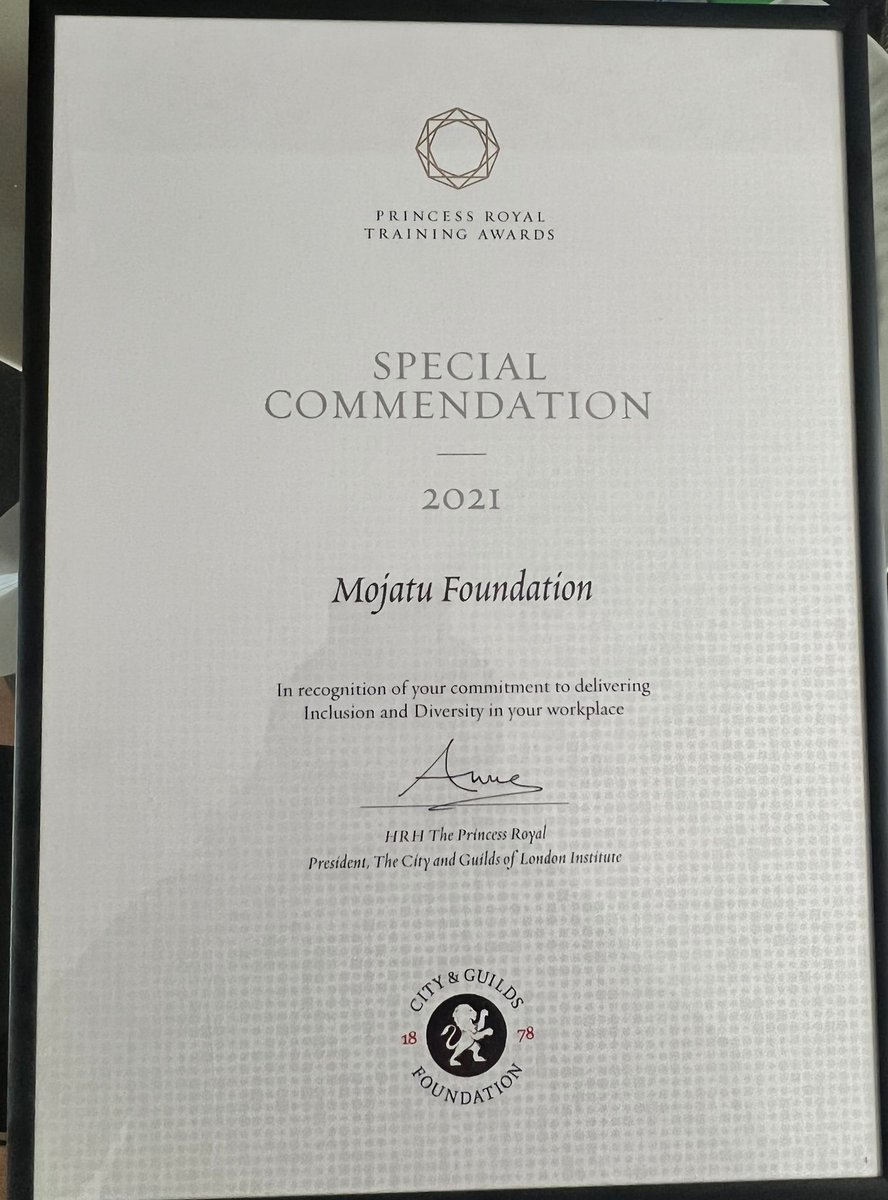 PRINCESS ROYAL
TRAINING AWARDS
SPECIAL
COMMENDATION
2021
Mojatu Foundation
In recognition of your commitment to delivering
Inclusion and Diversity in your workplace
Anne
HRH The Princess Royal
President, The City and Guilds of London Institute
CITY & GUILDS
18 78
FOUNDATION